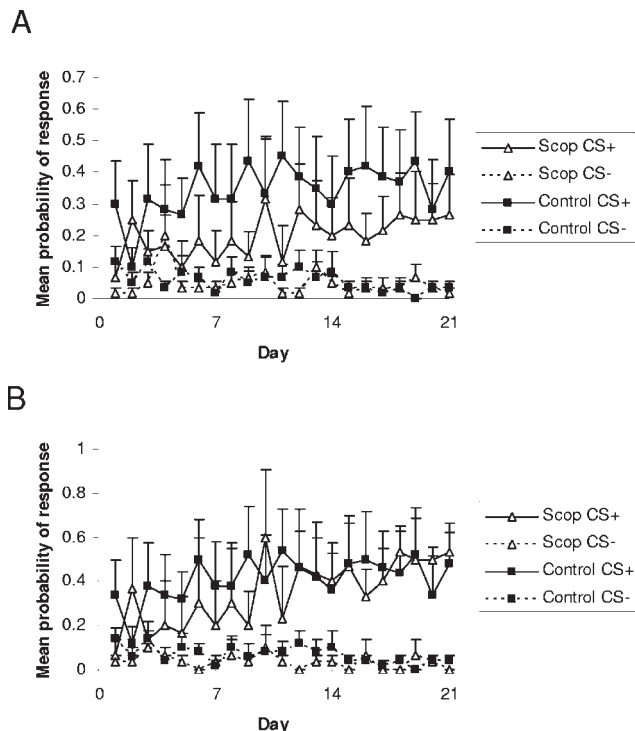 A
Mean probability of response
0.7
0.6
0.5
0.4
0.3
0.2
0.1
0
0 7 14 21
Day
Scop CS+
Scop CS-
Control CS+
Control CS-
B
Mean probability of response
1
0.8
0.6
0.4
0.2
0
0 7 14 21
Day
Scop CS+
Scop CS-
Control CS+
Control CS-